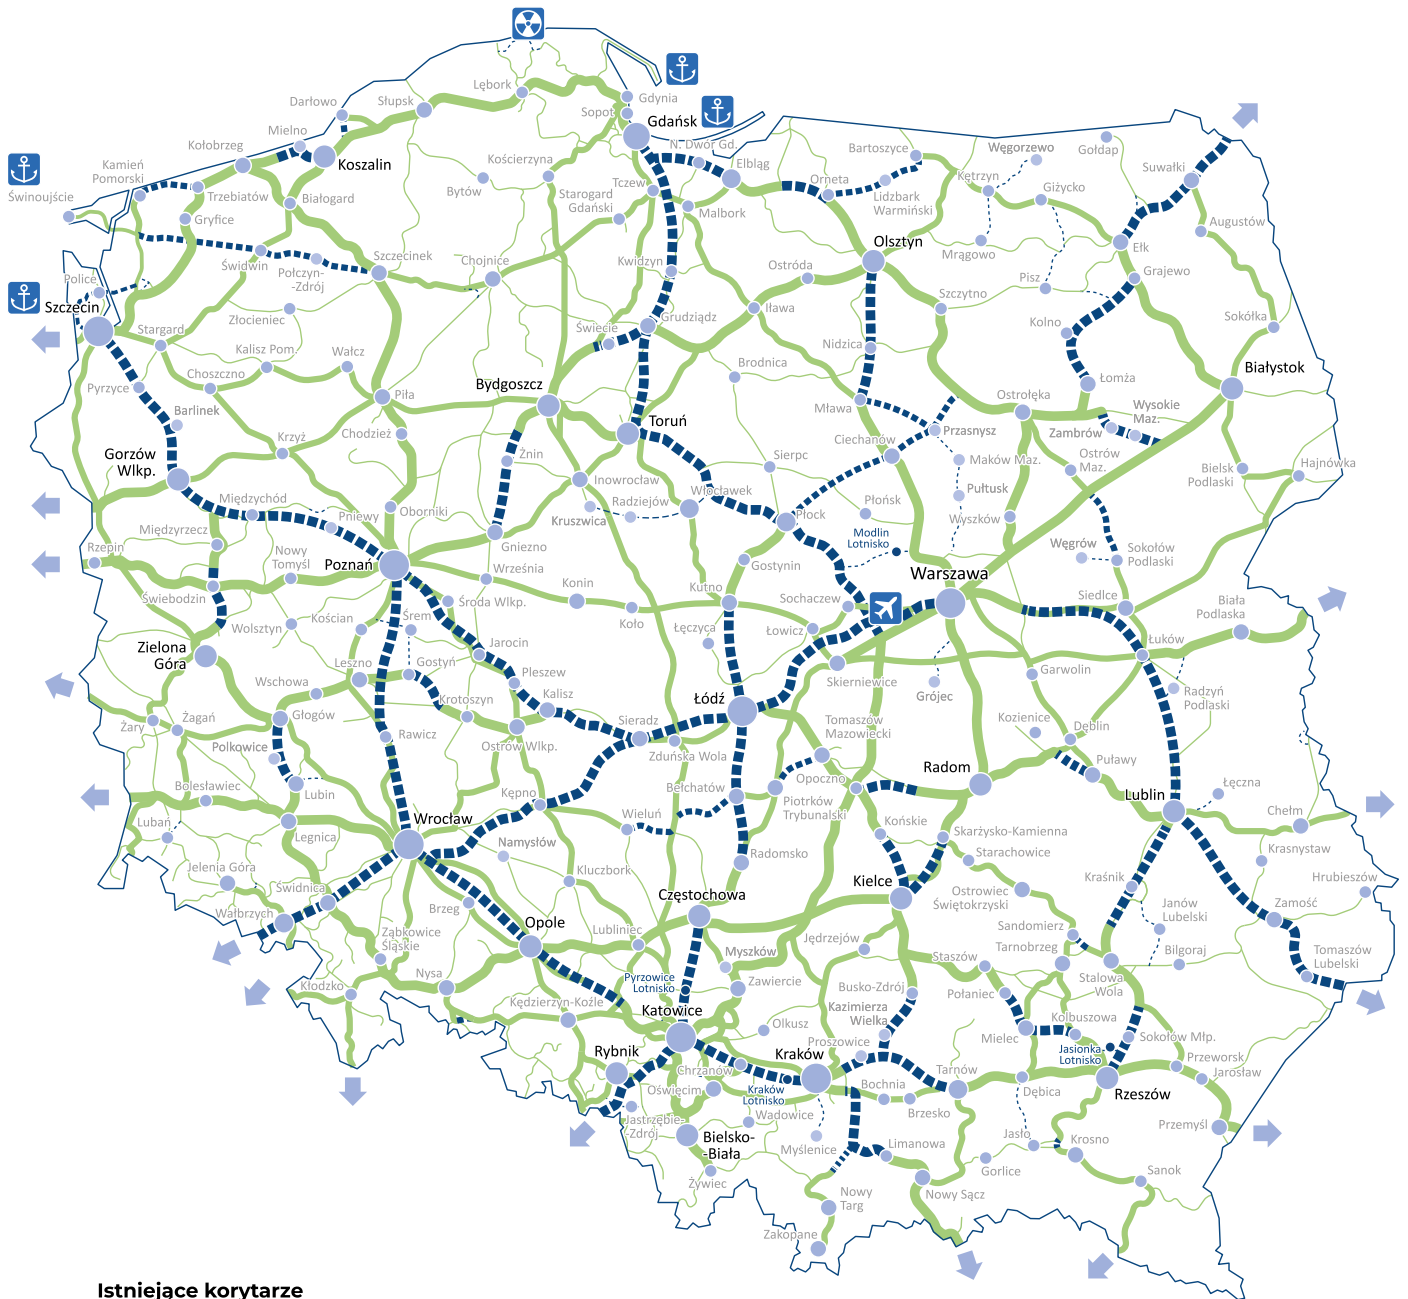 Lębork
Gdynia
Darłowo
Słupsk
Sopot
Gdańsk
Mielno
Kołobrzeg
Koszalin
N. Dwór Gd.
Elbląg
Bartoszyce
Węgorzewo
Gołdap
Kamień
Pomorski
Kościerzyna
Suwałki
Świnoujście
Trzebiatów
Białogard
Bytów
Tczew
Starogard
Gdański
Malbork
Orneta
Lidzbark
Warmiński
Kętrzyn
Giżycko
Gryfice
Augustów
Olsztyn
Ełk
Mrągowo
Świdwin
Połczyn-
-Zdrój
Szczecinek
Chojnice
Kwidzyn
Ostróda
Grajewo
Police
Pisz
Szczecin
Złocieniec
Szczytno
Iława
Grudziądz
Świecie
Kolno
Sokółka
Stargard
Kalisz Pom.
Wałcz
Nidzica
Choszczno
Brodnica
Pyrzyce
Bydgoszcz
Łomża
Białystok
Piła
Ostrołęka
Barlinek
Toruń
Mława
Wysokie
Maz.
Chodzież
Zambrów
Krzyż
Ciechanów
Przasnysz
Gorzów
Wlkp.
Żnin
Sierpc
Maków Maz.
Ostrów
Maz.
Bielsk
Podlaski
Hajnówka
Inowrocław
Włocławek
Pułtusk
Międzychód
Radziejów
Płońsk
Oborniki
Pniewy
Kruszwica
Płock
Wyszków
Międzyrzecz
Modlin
Lotnisko
Rzepin
Nowy
Tomyśl
Gniezno
Węgrów
Sokołów
Podlaski
Poznań
Września
Gostynin
Warszawa
Świebodzin
Konin
Kutno
Sochaczew
Siedlce
Biała
Podlaska
Środa Wlkp.
Koło
Wolsztyn
Kościan
Śrem
Łęczyca
Łowicz
Zielona
Góra
Jarocin
Łuków
Leszno
Gostyń
Pleszew
Skierniewice
Garwolin
Wschowa
Grójec
Radzyń
Podlaski
Krotoszyn
Kalisz
Łódź
Żary
Żagań
Głogów
Sieradz
Tomaszów
Mazowiecki
Kozienice
Dęblin
Rawicz
Polkowice
Ostrów Wlkp.
Zduńska Wola
Puławy
Radom
Opoczno
Bolesławiec
Lubin
Kępno
Bełchatów
Piotrków
Trybunalski
Lublin
Łęczna
Lubań
Legnica
Wrocław
Wieluń
Końskie
Skarżysko-Kamienna
Chełm
Namysłów
Radomsko
Starachowice
Krasnystaw
Jelenia Góra
Kluczbork
Kielce
Kraśnik
Hrubieszów
Świdnica
Częstochowa
Ostrowiec
Świętokrzyski
Wałbrzych
Brzeg
Janów
Lubelski
Zamość
Opole
Sandomierz
Ząbkowice
Śląskie
Lubliniec
Jędrzejów
Tarnobrzeg
Myszków
Biłgoraj
Tomaszów
Lubelski
Staszów
Nysa
Pyrzowice
Lotnisko
Zawiercie
Busko-Zdrój
Połaniec
Stalowa
Wola
Kłodzko
Kędzierzyn-Koźle
Katowice
Kazimierza
Wielka
Kolbuszowa
Olkusz
Mielec
Sokołów Młp.
Proszowice
Jasionka
Lotnisko
Rybnik
Kraków
Przeworsk
Chrzanów
Tarnów
Jarosław
Oświęcim
Kraków
Lotnisko
Bochnia
Dębica
Rzeszów
Brzesko
Jastrzębie-
-Zdrój
Wadowice
Przemyśl
Bielsko-
-Biała
Myślenice
Limanowa
Jasło
Krosno
Gorlice
Sanok
Żywiec
Nowy
Targ
Nowy Sącz
Zakopane
Istniejące korytarze